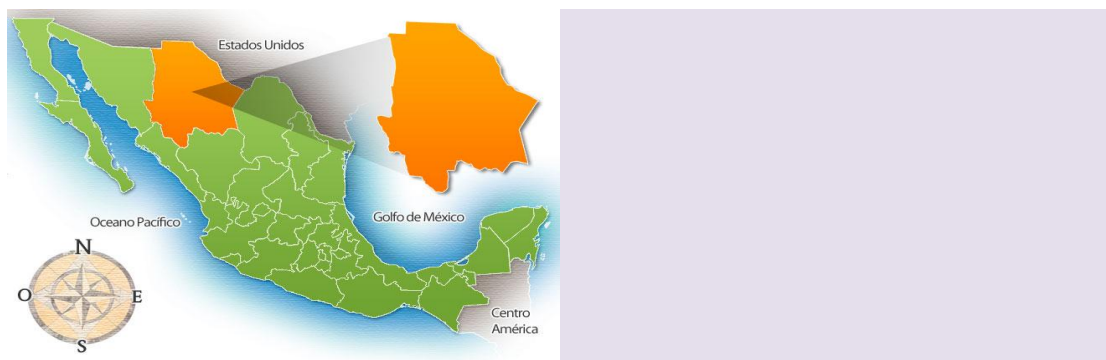 Estados Unidos
Golfo de México
Oceano Pacífico
N
O
E
S
Centro
América